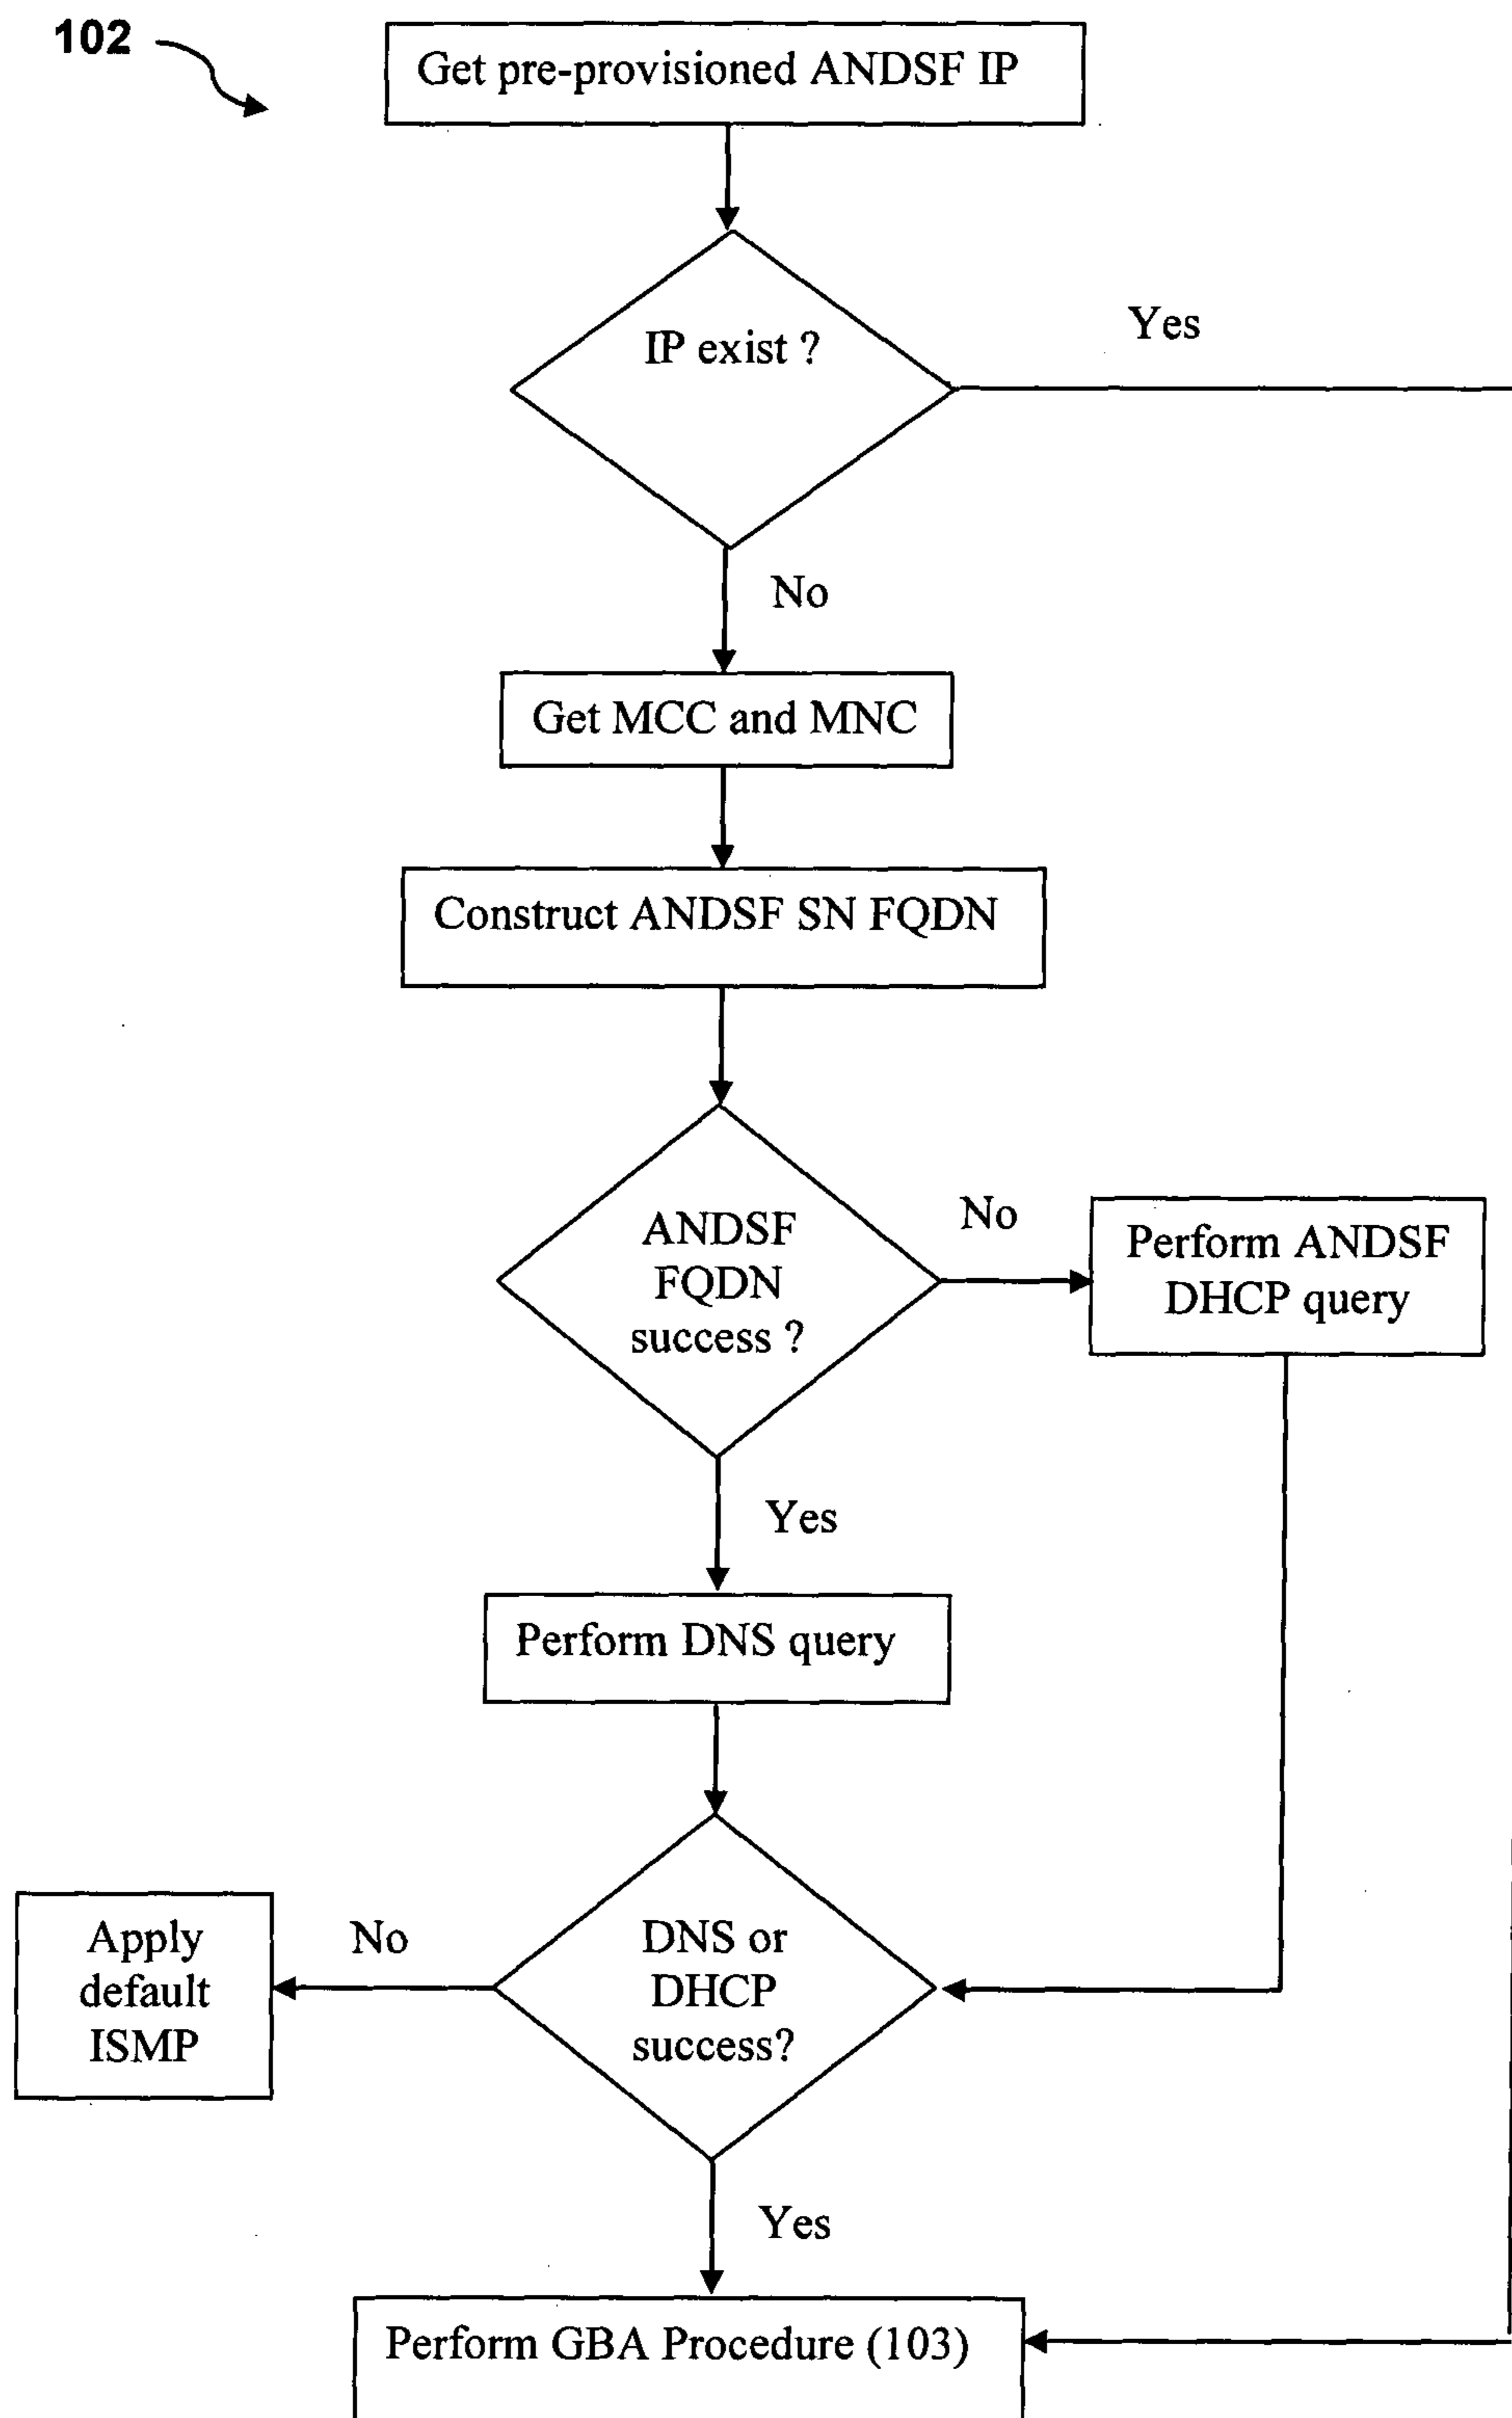 102
Get pre-provisioned ANDSF IP
IP exist ?
Yes
No
Get MCC and MNC
Construct ANDSF SN FQDN
ANDSF
FQDN
success ?
No
Perform ANDSF
DHCP query
Yes
Perform DNS query
DNS or
DHCP
success?
No
Apply
default
ISMP
Yes
Perform GBA Procedure (103)